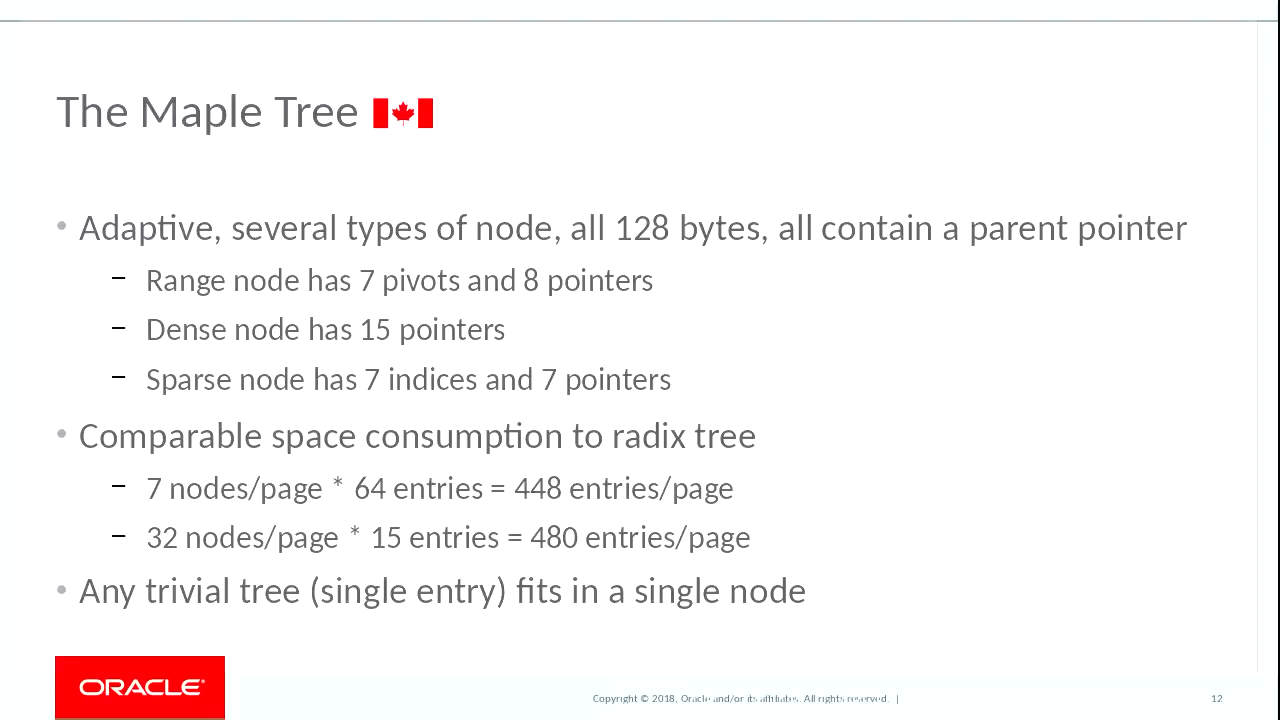 The Maple Tree
• Adaptive, several types of node, all 128 bytes, all contain a parent pointer
– Range node has 7 pivots and 8 pointers
– Dense node has 15 pointers
– Sparse node has 7 indices and 7 pointers
• Comparable space consumption to radix tree
– 7 nodes/page * 64 entries = 448 entries/page
– 32 nodes/page * 15 entries = 480 entries/page
• Any trivial tree (single entry) fits in a single node
ORACLE®
Copyright © 2018, Oracle and/or its affiliates. All rights reserved. |
12